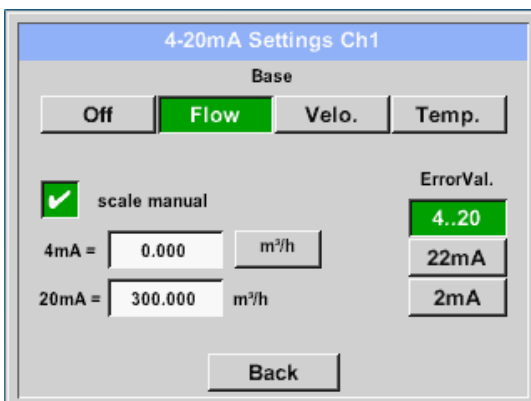 4-20mA Settings Ch1
Base
Off Flow Velo. Temp.
ErrorVal.
✔ scale manual
4..20
4mA = 0.000 m³/h
22mA
20mA = 300.000 m³/h
2mA
Back